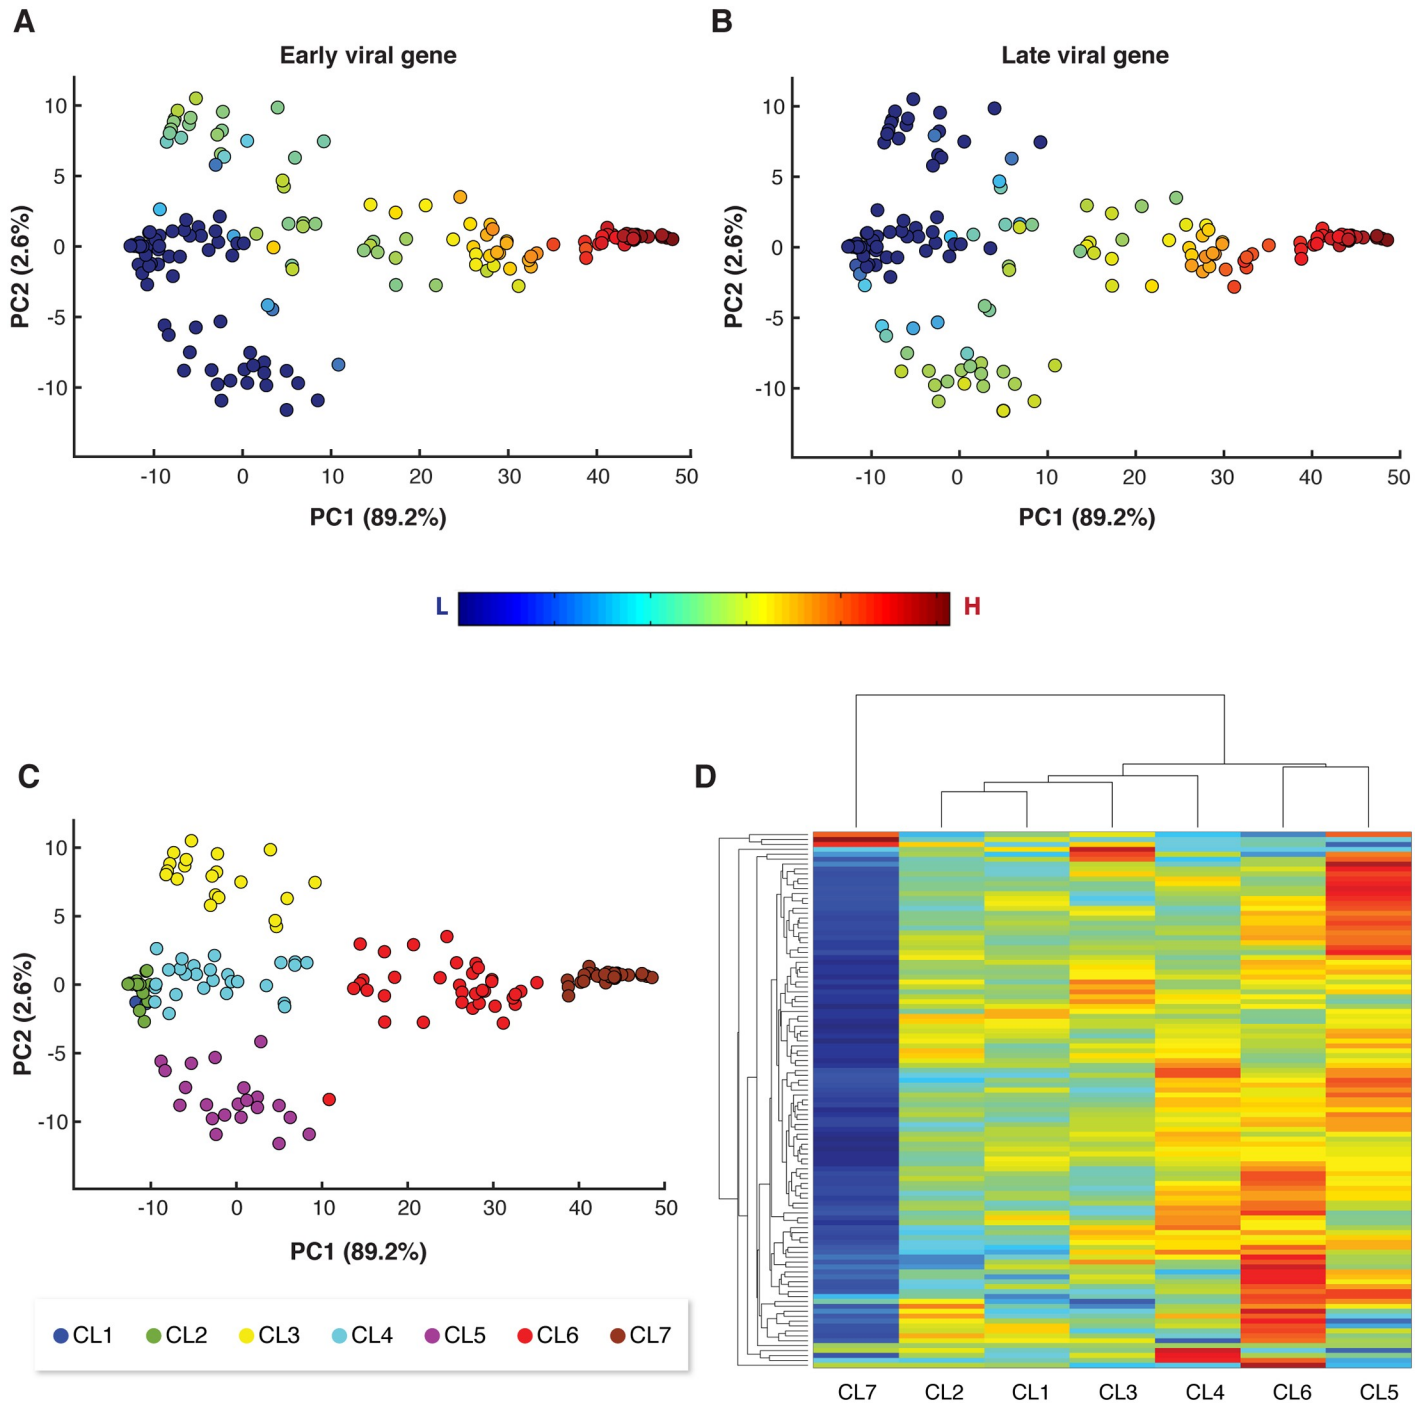 A
B
Early viral gene
Late viral gene
10
5
0
-5
-10
PC2 (2.6%)
-10 0 10 20 30 40 50
PC1 (89.2%)
10
5
0
-5
-10
PC2 (2.6%)
-10 0 10 20 30 40 50
PC1 (89.2%)
L H
C
D
10
5
0
-5
-10
PC2 (2.6%)
-10 0 10 20 30 40 50
PC1 (89.2%)
CL1 CL2 CL3 CL4 CL5 CL6 CL7
CL7 CL2 CL1 CL3 CL4 CL6 CL5